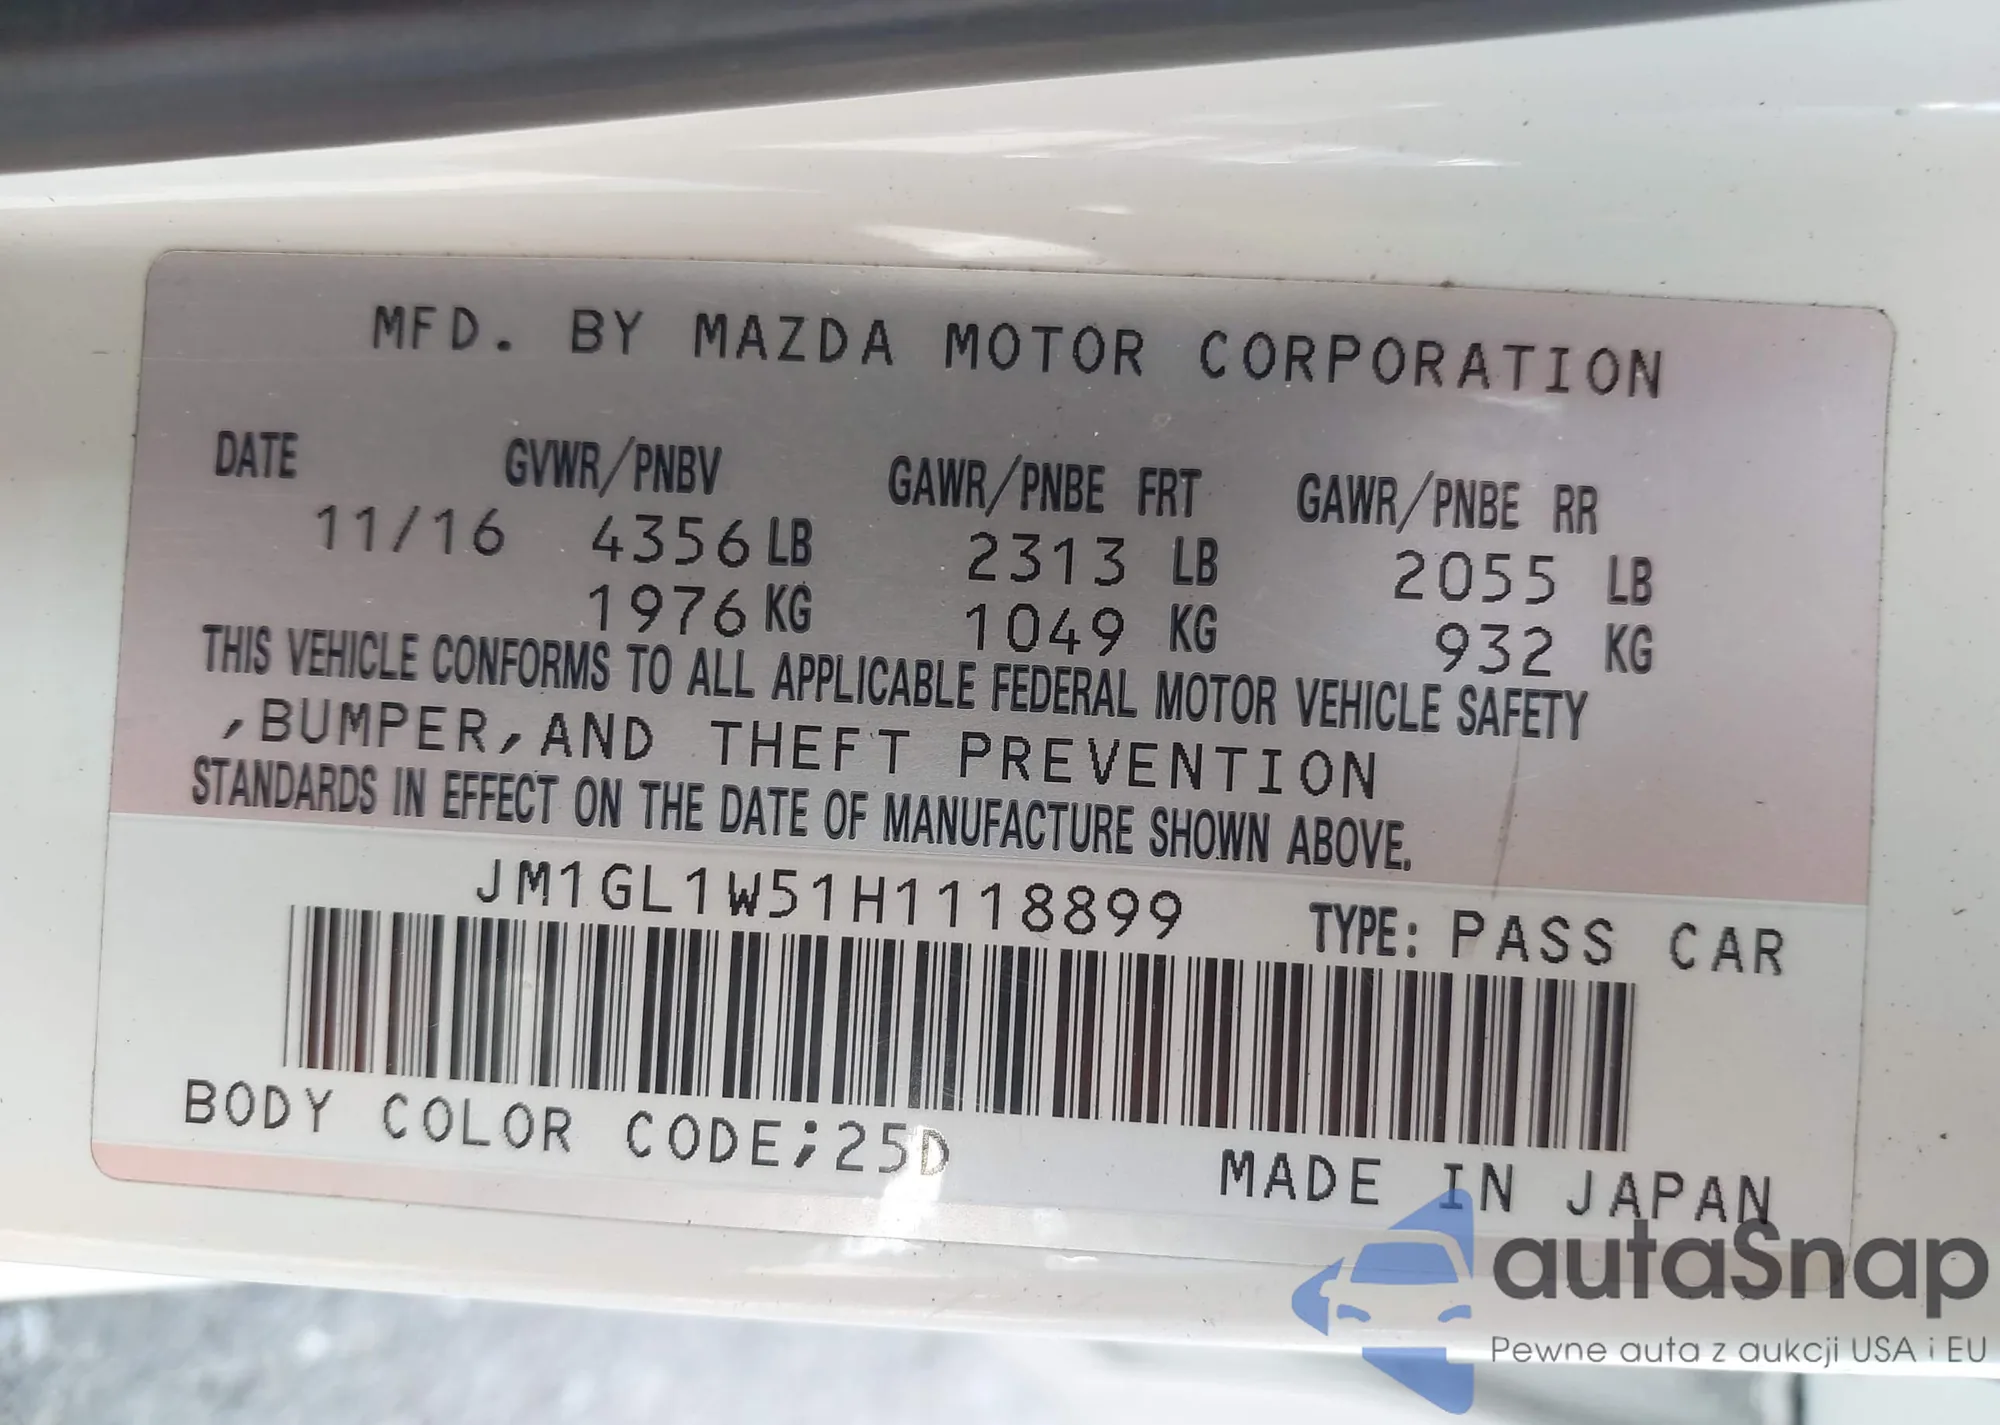 MFD. BY MAZDA MOTOR CORPORATION
DATE GVWR/PNBV GAWR/PNBE FRT GAWR/PNBE RR
11/16 4356 LB 2313 LB 2055 LB
1976 KG 1049 KG 932 KG
THIS VEHICLE CONFORMS TO ALL APPLICABLE FEDERAL MOTOR VEHICLE SAFETY
,BUMPER,AND THEFT PREVENTION
STANDARDS IN EFFECT ON THE DATE OF MANUFACTURE SHOWN ABOVE.
JM1GL1W51H1118899 TYPE: PASS CAR
BODY COLOR CODE;25D
MADE IN JAPAN
autaSnap
Pewne auta z aukcji USA i EU